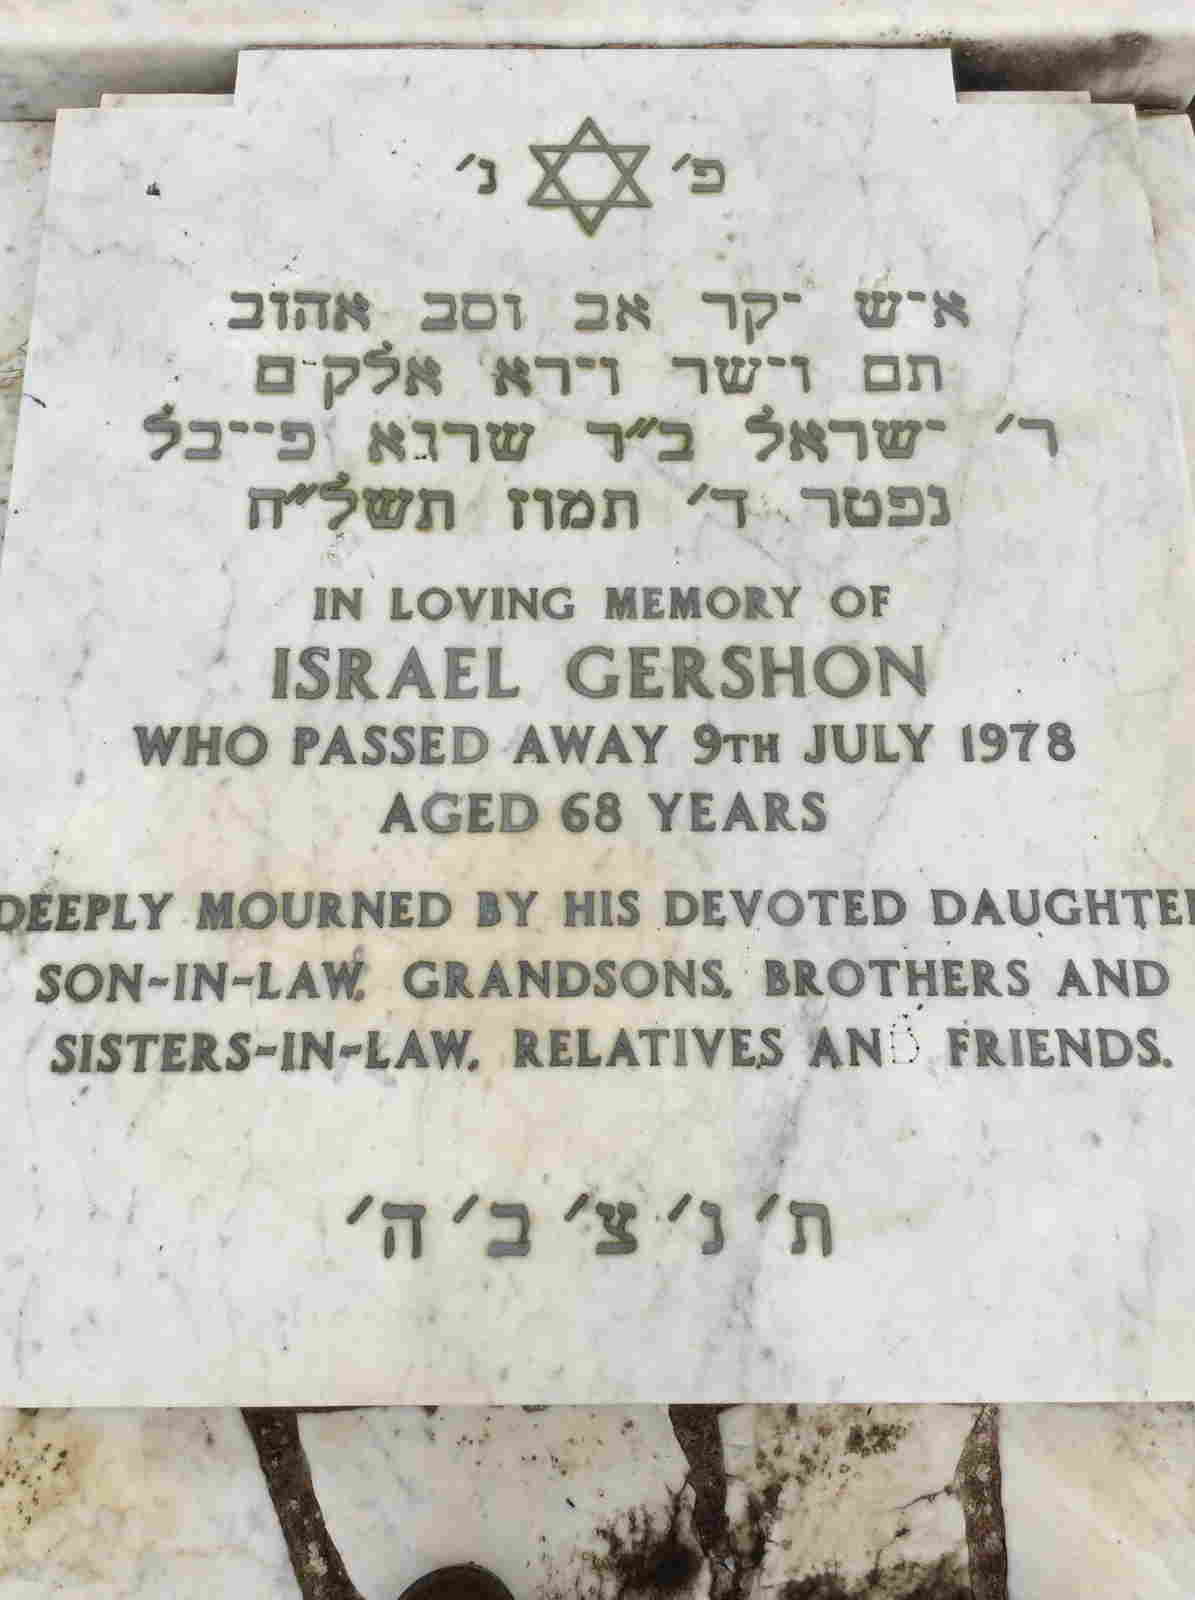 פ׳ נ׳
איש יקר אב וסב אהוב
תם וישר וירא אלקים
ר׳ ישראל ב״ר שרגא פייבל
נפטר ד׳ תמוז תשל״ח
IN LOVING MEMORY OF
ISRAEL GERSHON
WHO PASSED AWAY 9TH JULY 1978
AGED 68 YEARS
DEEPLY MOURNED BY HIS DEVOTED DAUGHTER
SON-IN-LAW, GRANDSONS, BROTHERS AND
SISTERS-IN-LAW, RELATIVES AND FRIENDS.
ת׳ נ׳ צ׳ ב׳ ה׳